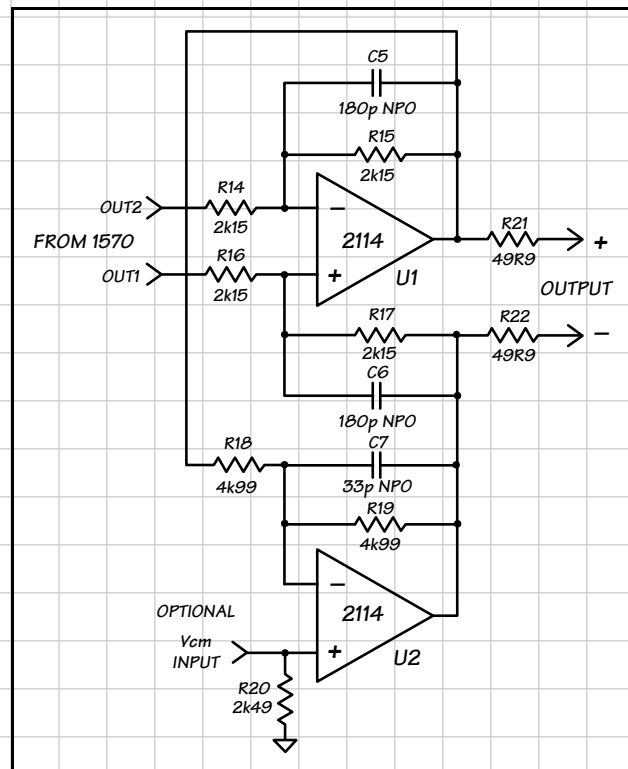 C5
180p NPO
R15
2k15
R14
OUT2
2k15
−
2114
R21
49R9
+
FROM 1570
R16
OUT1
2k15
+
U1
OUTPUT
R17
2k15
R22
49R9
−
C6
180p NPO
R18
4k99
C7
33p NPO
R19
4k99
−
OPTIONAL
2114
Vcm
INPUT
+
U2
R20
2k49